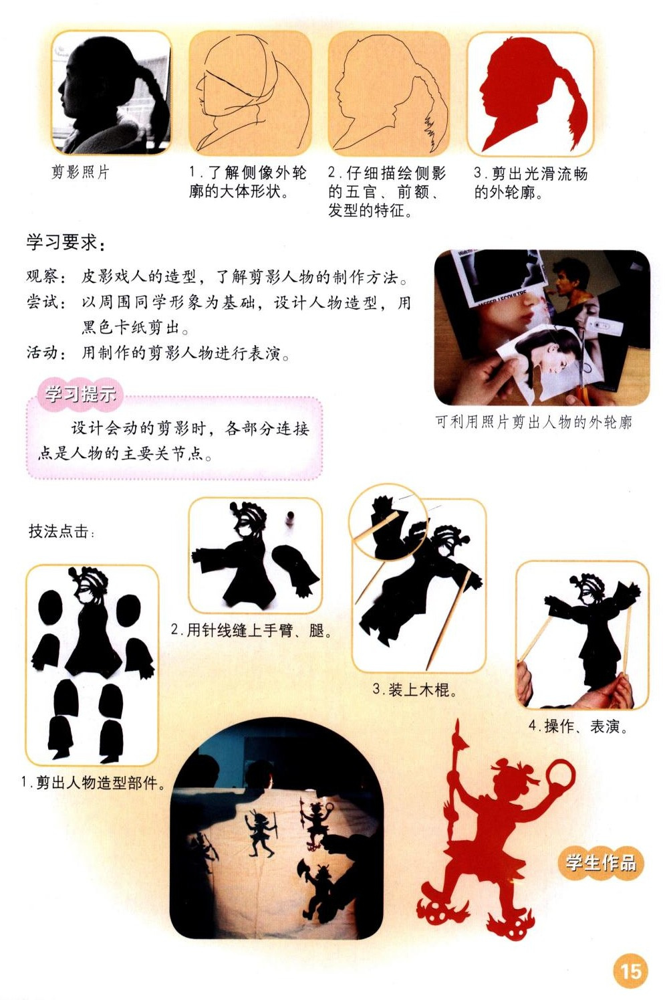 剪影照片
1.了解侧像外轮
廓的大体形状。
2.仔细描绘侧影
的五官、前额、
发型的特征。
3.剪出光滑流畅
的外轮廓。
学习要求：
观察：皮影戏人的造型，了解剪影人物的制作方法。
尝试：以周围同学形象为基础，设计人物造型，用
黑色卡纸剪出。
活动：用制作的剪影人物进行表演。
可利用照片剪出人物的外轮廓
学习提示
设计会动的剪影时，各部分连接
点是人物的主要关节点。
技法点击：
1.剪出人物造型部件。
2.用针线缝上手臂、腿。
3.装上木棍。
4.操作、表演。
学生作品
15